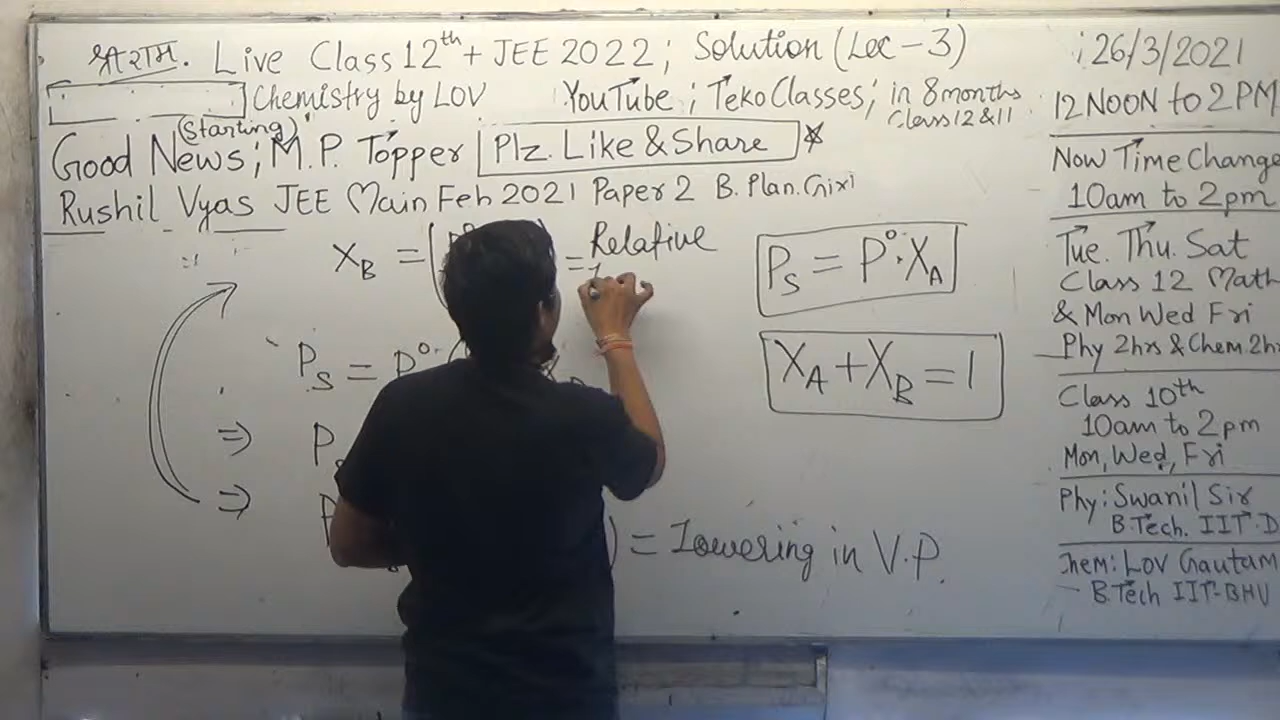 श्री राम. Live Class 12th + JEE 2022 ; Solution (Lec - 3)
Chemistry by LOV YouTube ; TekoClasses ; in 8 months
Class 12 & 11
(Starting)
Good News ; M.P. Topper Plz. Like & Share
Rushil Vyas JEE Main Feb 2021 Paper 2 B. Plan.
X_B = ( = Relative
P_S = P°
⇒ P
⇒ P
) = Lowering in V.P.
P_S = P°.X_A
X_A + X_B = 1
26/3/2021
12 NOON to 2 PM
Now Time Change
10am to 2pm
Tue. Thu. Sat
Class 12 Math
& Mon Wed Fri
Phy 2hrs & Chem. 2h
Class 10th
10am to 2pm
Mon, Wed, Fri
Phy : Swanil Sir
B.Tech. IIT-D
Chem: Lov Gautam
B.Tech IIT-BHU